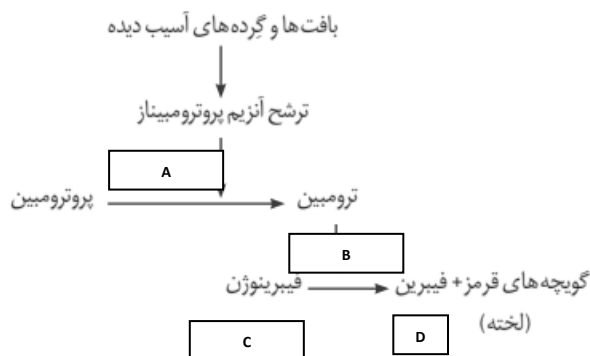 بافت‌ها و گِرده‌های آسیب دیده
ترشح آنزیم پروترومبیناز
A
پروترومبین
ترومبین
B
فیبرینوژن
گویچه‌های قرمز + فیبرین
(لخته)
C
D